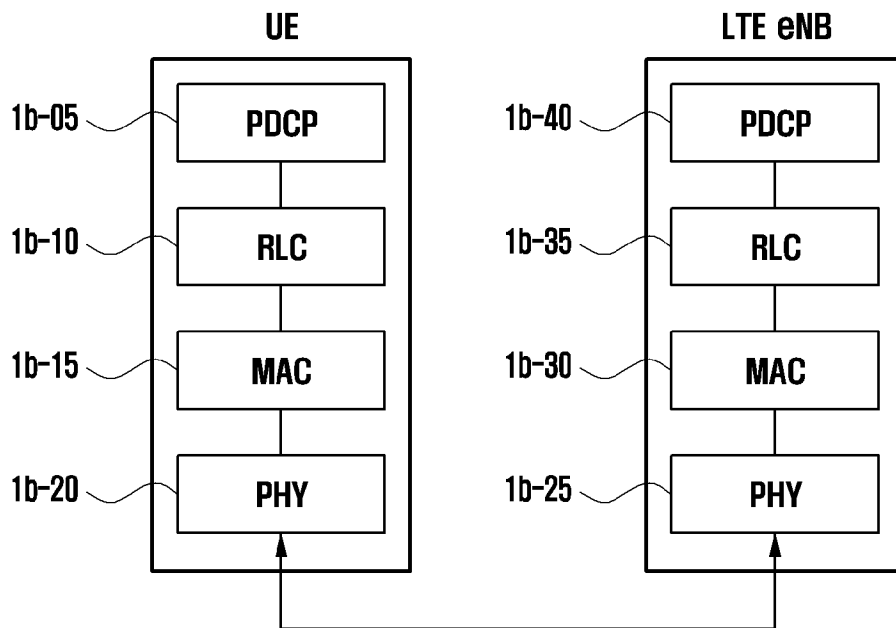 UE
LTE eNB
1b-05
PDCP
1b-40
PDCP
1b-10
RLC
1b-35
RLC
1b-15
MAC
1b-30
MAC
1b-20
PHY
1b-25
PHY